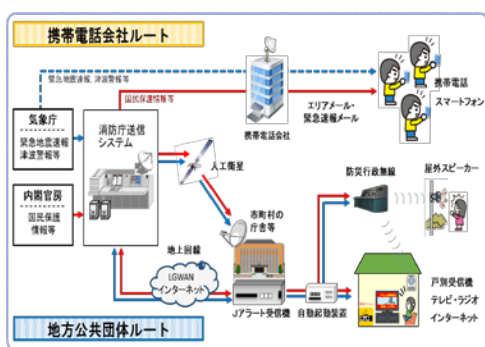 携帯電話会社ルート
緊急地震速報、津波警報等
国民保護情報等
気象庁
緊急地震速報
津波警報等
消防庁送信
システム
携帯電話会社
エリアメール・
緊急速報メール
携帯電話
スマートフォン
内閣官房
国民保護
情報等
人工衛星
市町村の
庁舎等
防災行政無線
屋外スピーカー
地上回線
LGWAN
インターネット
Jアラート受信機
自動起動装置
戸別受信機
テレビ・ラジオ
インターネット
地方公共団体ルート